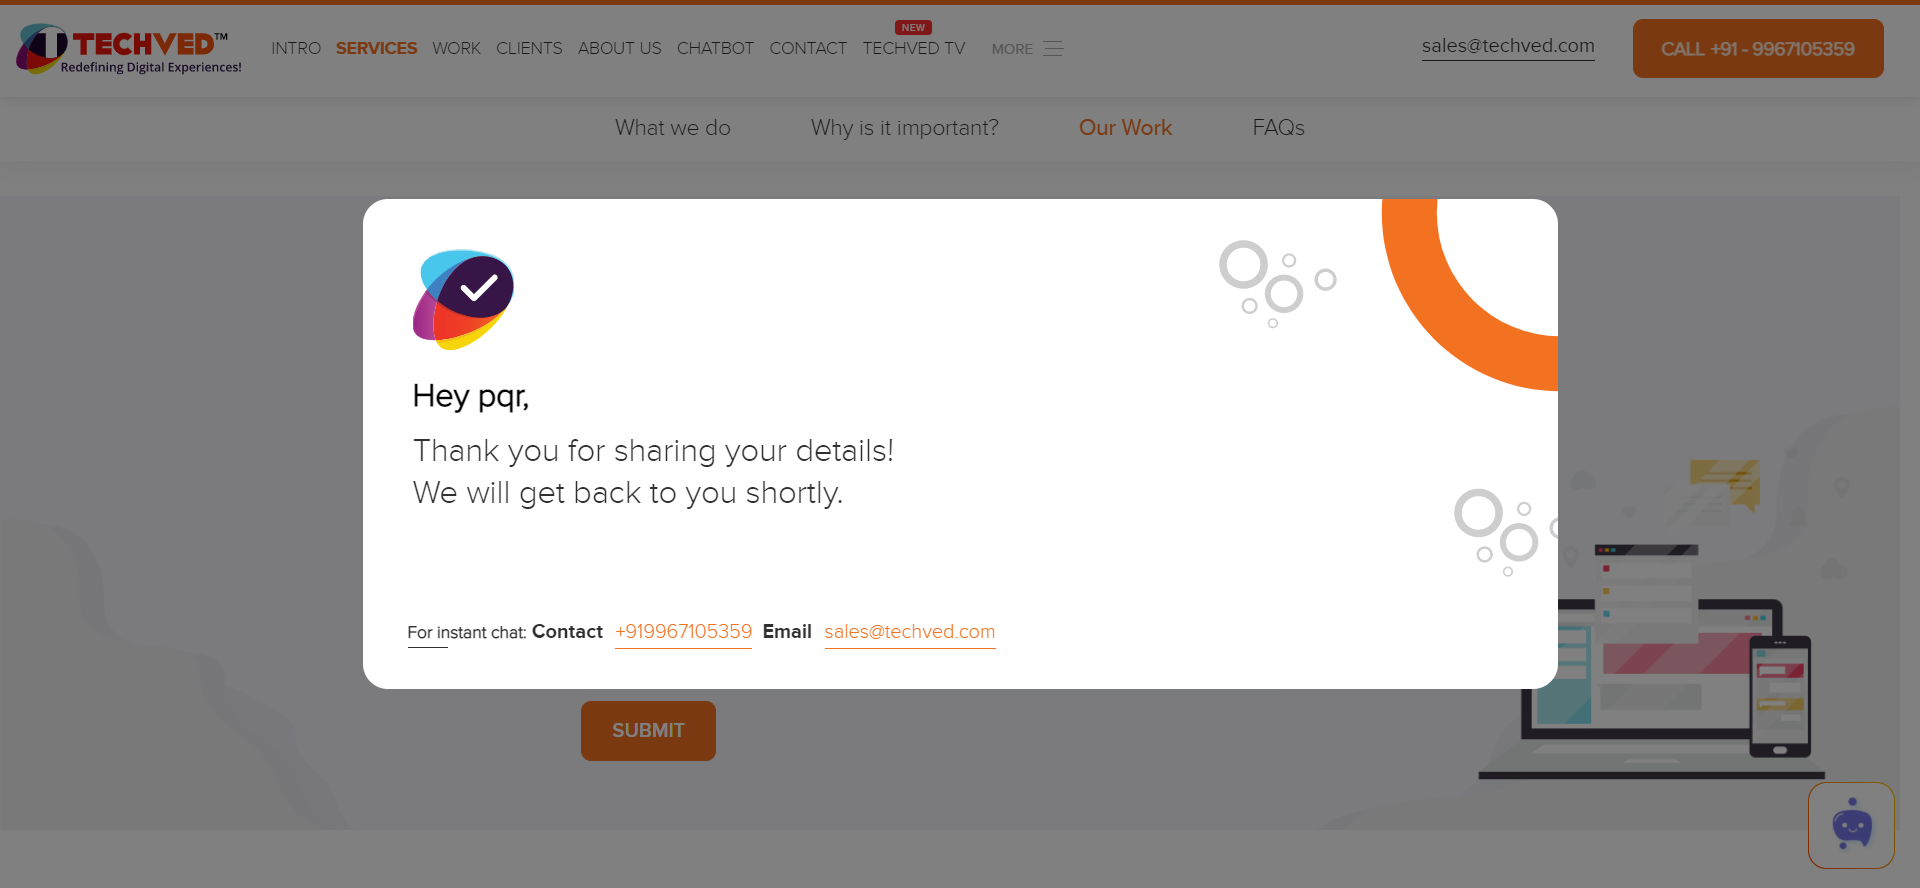 TECHVED™
Redefining Digital Experiences!
INTRO SERVICES WORK CLIENTS ABOUT US CHATBOT CONTACT TECHVED TV NEW MORE
sales@techved.com
CALL +91 - 9967105359
What we do Why is it important? Our Work FAQs
Hey pqr,
Thank you for sharing your details!
We will get back to you shortly.
For instant chat: Contact +919967105359 Email sales@techved.com
SUBMIT